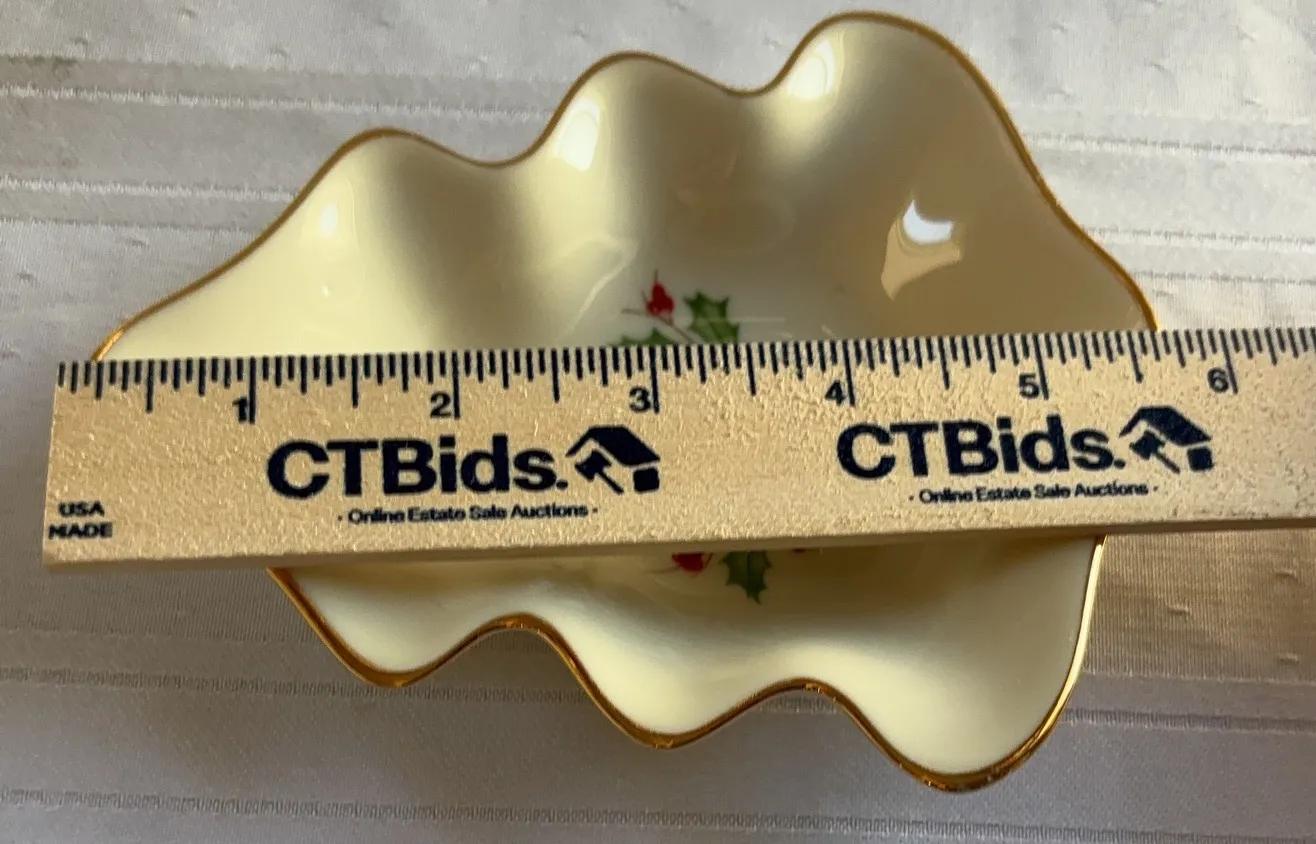 1 2 3 4 5 6
CTBids. CTBids.
· Online Estate Sale Auctions · · Online Estate Sale Auctions ·
USA
MADE